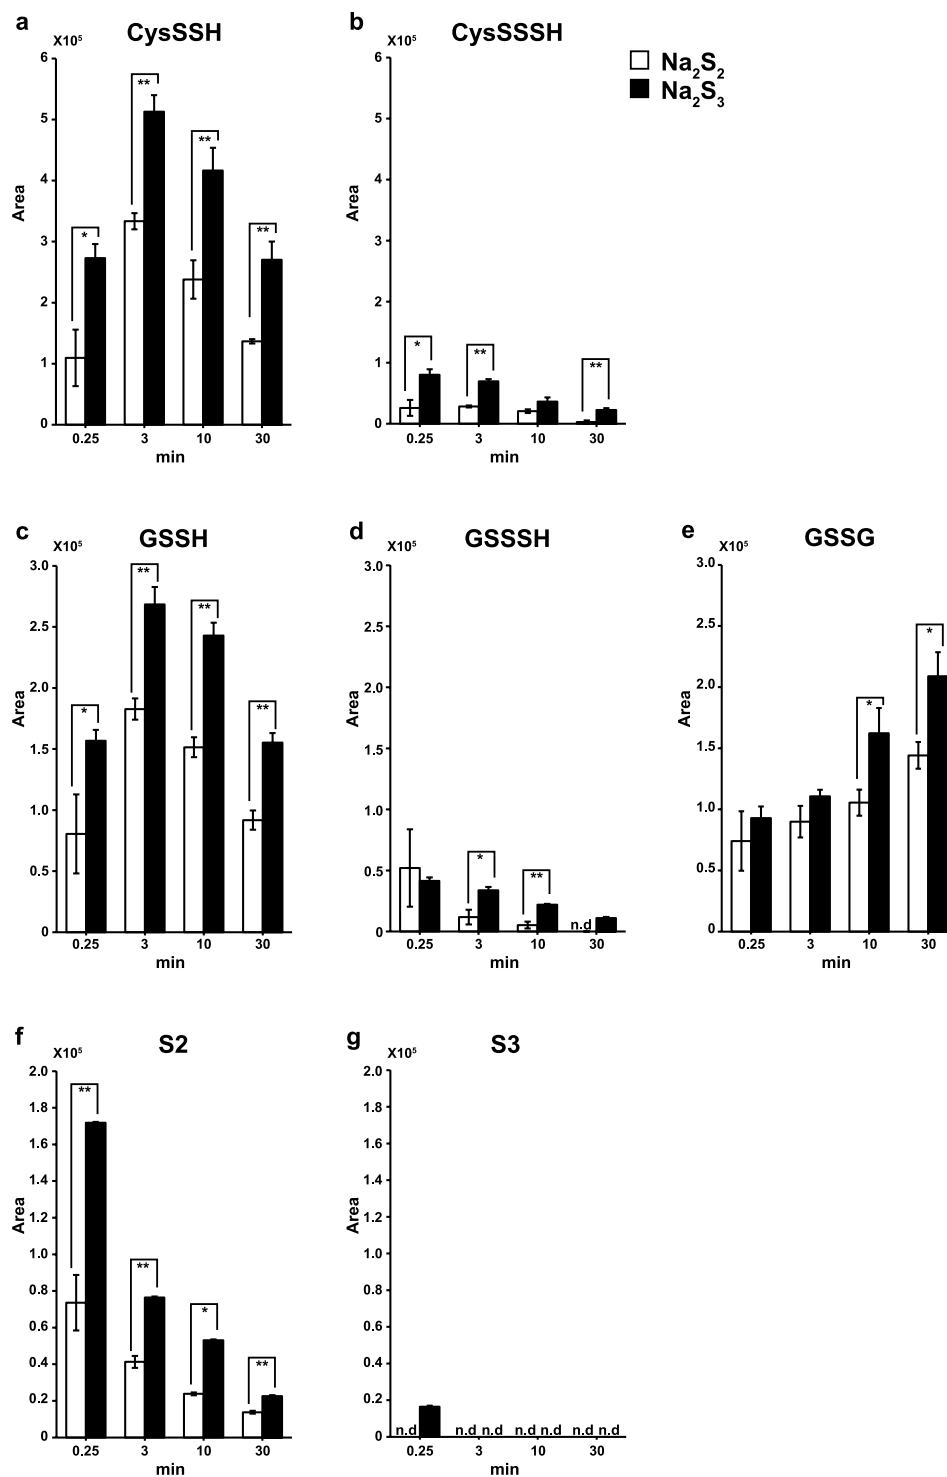 a
CysSSH
X10⁵
6
5
4
3
2
1
0
Area
*
**
**
**
0.25 3 10 30
min
b
CysSSSH
X10⁵
6
5
4
3
2
1
0
Area
*
**
**
0.25 3 10 30
min
Na₂S₂
Na₂S₃
c
GSSH
X10⁵
3.0
2.5
2.0
1.5
1.0
0.5
0
Area
*
**
**
**
0.25 3 10 30
min
d
GSSSH
X10⁵
3.0
2.5
2.0
1.5
1.0
0.5
0
Area
*
**
n.d
0.25 3 10 30
min
e
GSSG
X10⁵
3.0
2.5
2.0
1.5
1.0
0.5
0
Area
*
*
0.25 3 10 30
min
f
S2
X10⁵
2.0
1.8
1.6
1.4
1.2
1.0
0.8
0.6
0.4
0.2
0
Area
**
**
*
**
0.25 3 10 30
min
g
S3
X10⁵
2.0
1.8
1.6
1.4
1.2
1.0
0.8
0.6
0.4
0.2
0
Area
n.d n.d n.d n.d n.d n.d n.d
0.25 3 10 30
min